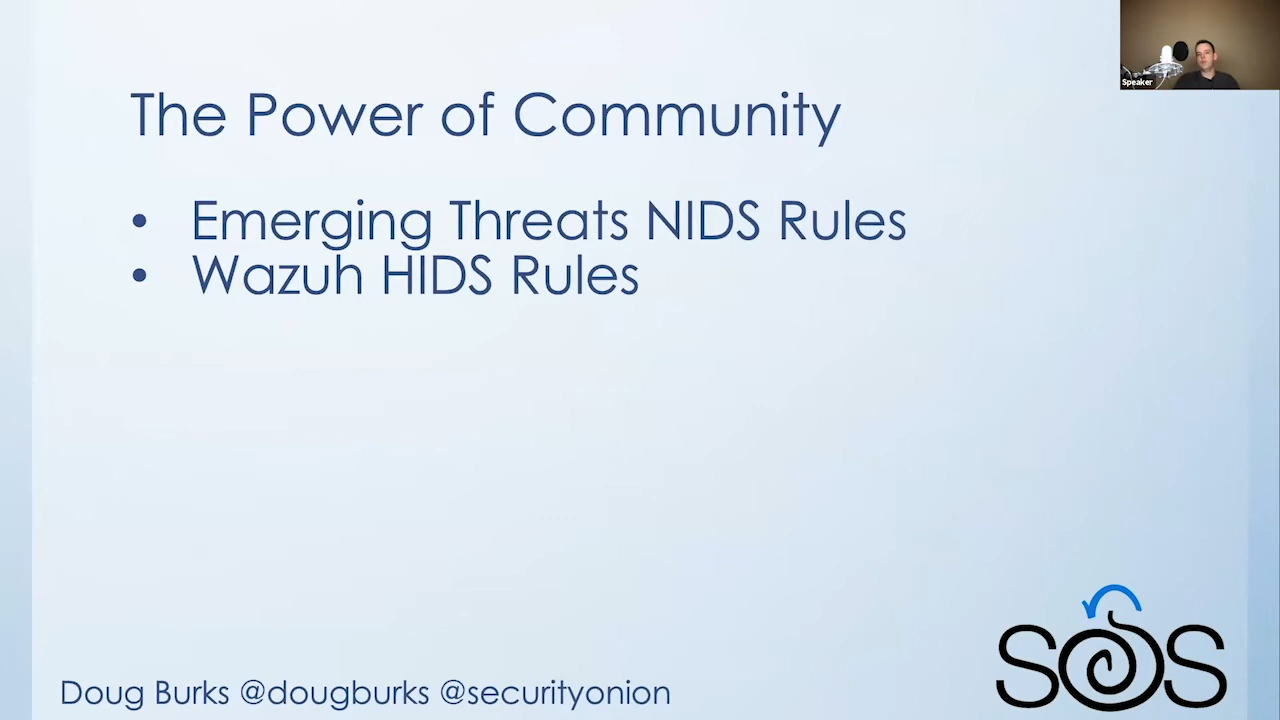 Speaker
The Power of Community
• Emerging Threats NIDS Rules
• Wazuh HIDS Rules
SOS
Doug Burks @dougburks @securityonion